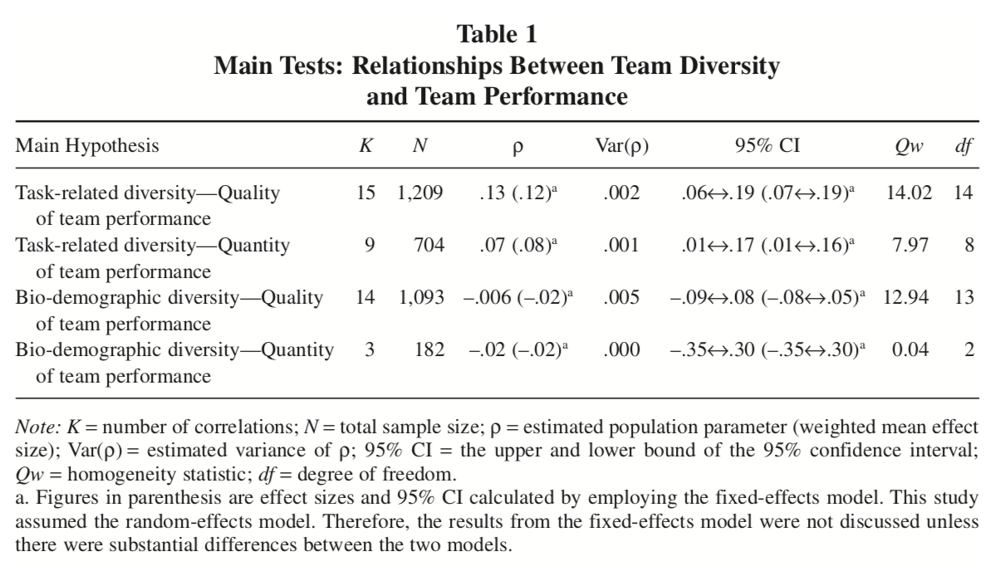 Table 1
Main Tests: Relationships Between Team Diversity
and Team Performance
Main Hypothesis K N ρ Var(ρ) 95% CI Qw df
Task-related diversity—Quality 15 1,209 .13 (.12)a .002 .06↔.19 (.07↔.19)a 14.02 14
of team performance
Task-related diversity—Quantity 9 704 .07 (.08)a .001 .01↔.17 (.01↔.16)a 7.97 8
of team performance
Bio-demographic diversity—Quality 14 1,093 –.006 (–.02)a .005 –.09↔.08 (–.08↔.05)a 12.94 13
of team performance
Bio-demographic diversity—Quantity 3 182 –.02 (–.02)a .000 –.35↔.30 (–.35↔.30)a 0.04 2
of team performance
Note: K = number of correlations; N = total sample size; ρ = estimated population parameter (weighted mean effect
size); Var(ρ) = estimated variance of ρ; 95% CI = the upper and lower bound of the 95% confidence interval;
Qw = homogeneity statistic; df = degree of freedom.
a. Figures in parenthesis are effect sizes and 95% CI calculated by employing the fixed-effects model. This study
assumed the random-effects model. Therefore, the results from the fixed-effects model were not discussed unless
there were substantial differences between the two models.